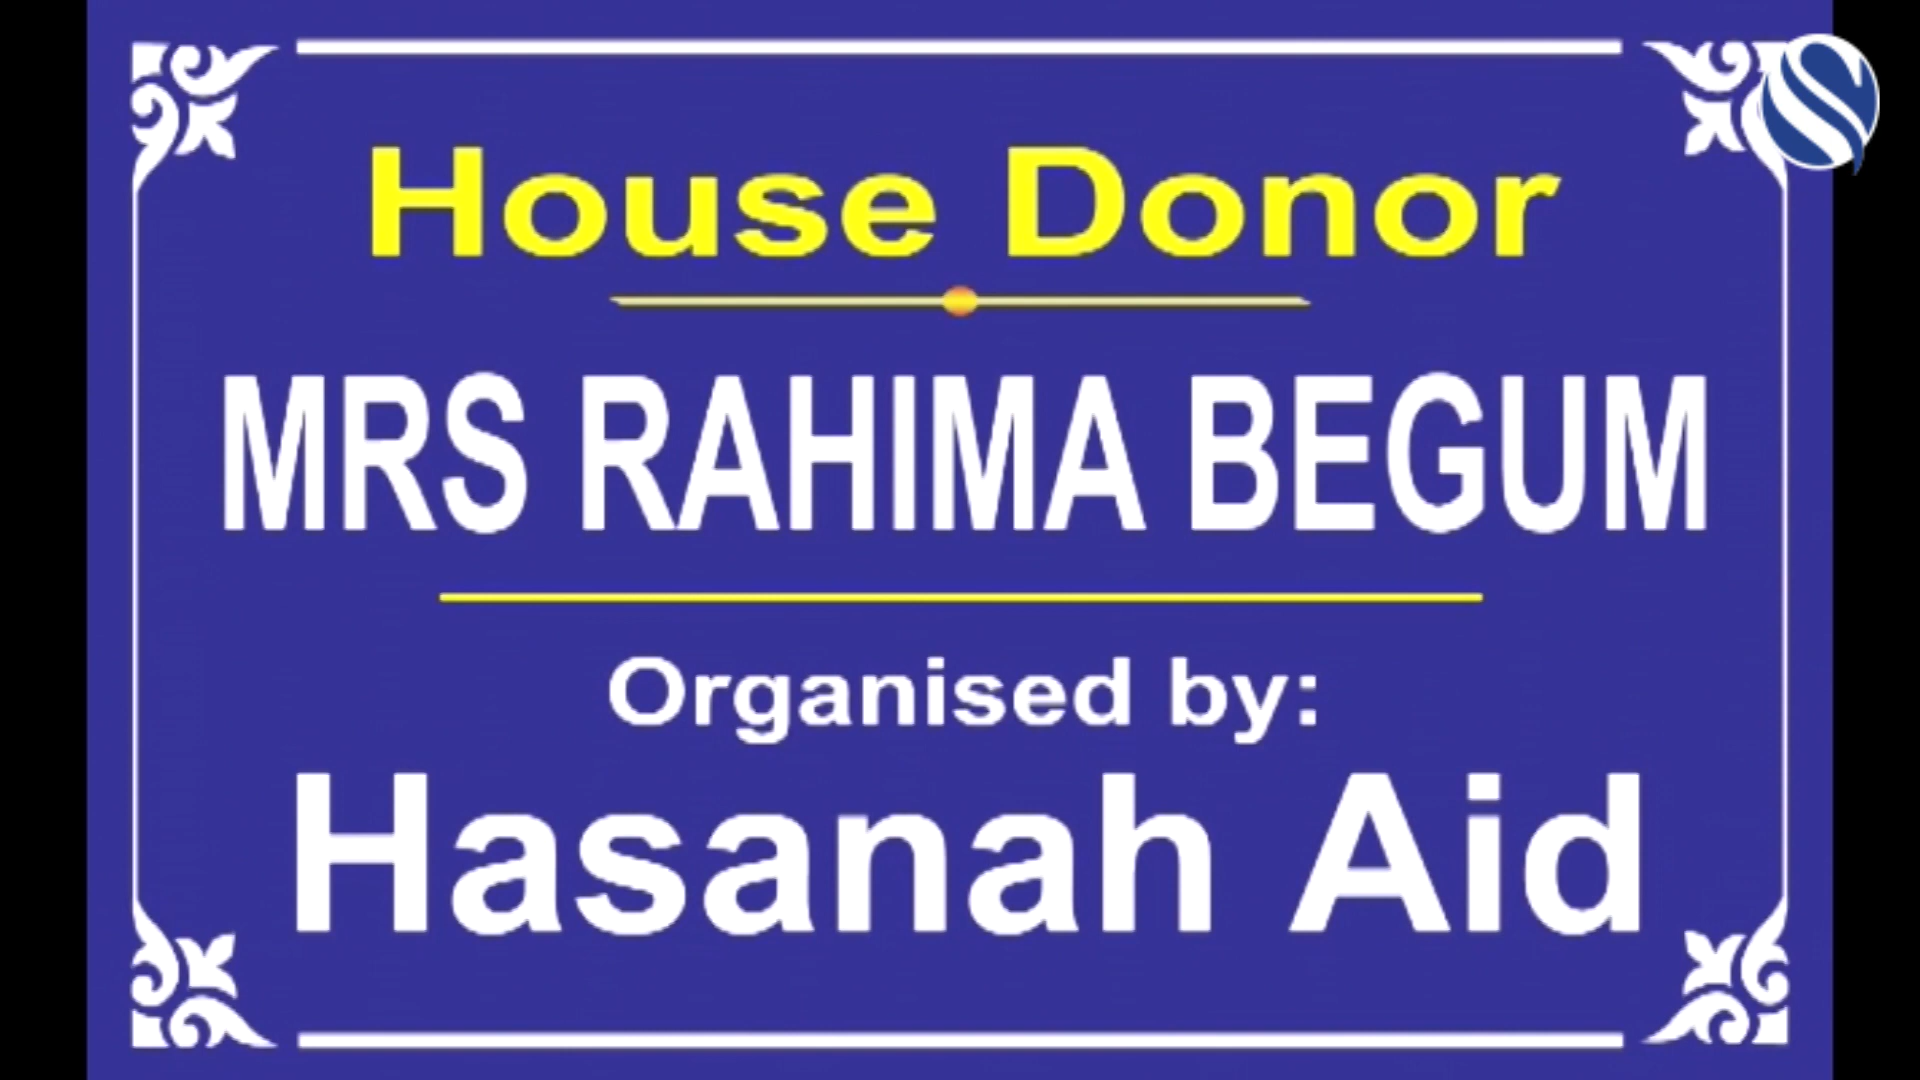 House Donor
MRS RAHIMA BEGUM
Organised by:
Hasanah Aid